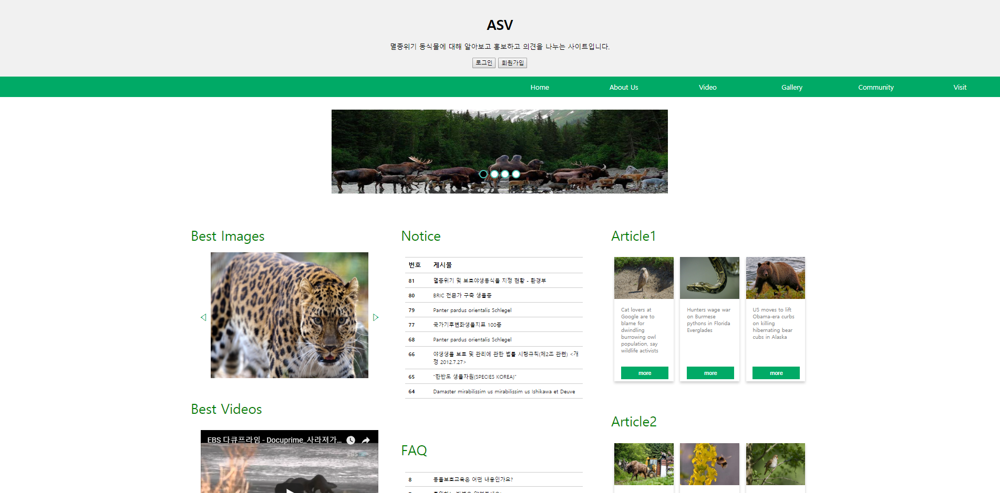 ASV
멸종위기 동식물에 대해 알아보고 홍보하고 의견을 나누는 사이트입니다.
로그인 회원가입
Home About Us Video Gallery Community Visit
Best Images
Notice
번호 게시물
81 멸종위기 및 보호야생동식물 지정 현황 - 환경부
80 BRIC 전문가 구축 생물종
79 Panter pardus orientalis Schlegel
77 국가기후변화생물지표 100종
68 Panter pardus orientalis Schlegel
66 야생생물 보호 및 관리에 관한 법률 시행규칙(제2조 관련) <개
정 2012.7.27>
65 "한반도 생물자원(SPECIES KOREA)"
64 Damaster mirabilissim us mirabilissim us Ishikawa et Deuve
Article1
Cat lovers at
Google are to
blame for
dwindling
burrowing owl
population, say
wildlife activists
more
Hunters wage war
on Burmese
pythons in Florida
Everglades
more
US moves to lift
Obama-era curbs
on killing
hibernating bear
cubs in Alaska
more
Best Videos
EBS 다큐프라임 - Docuprime_사라져가...
FAQ
8 동물보호교육은 어떤 내용인가요?
Article2